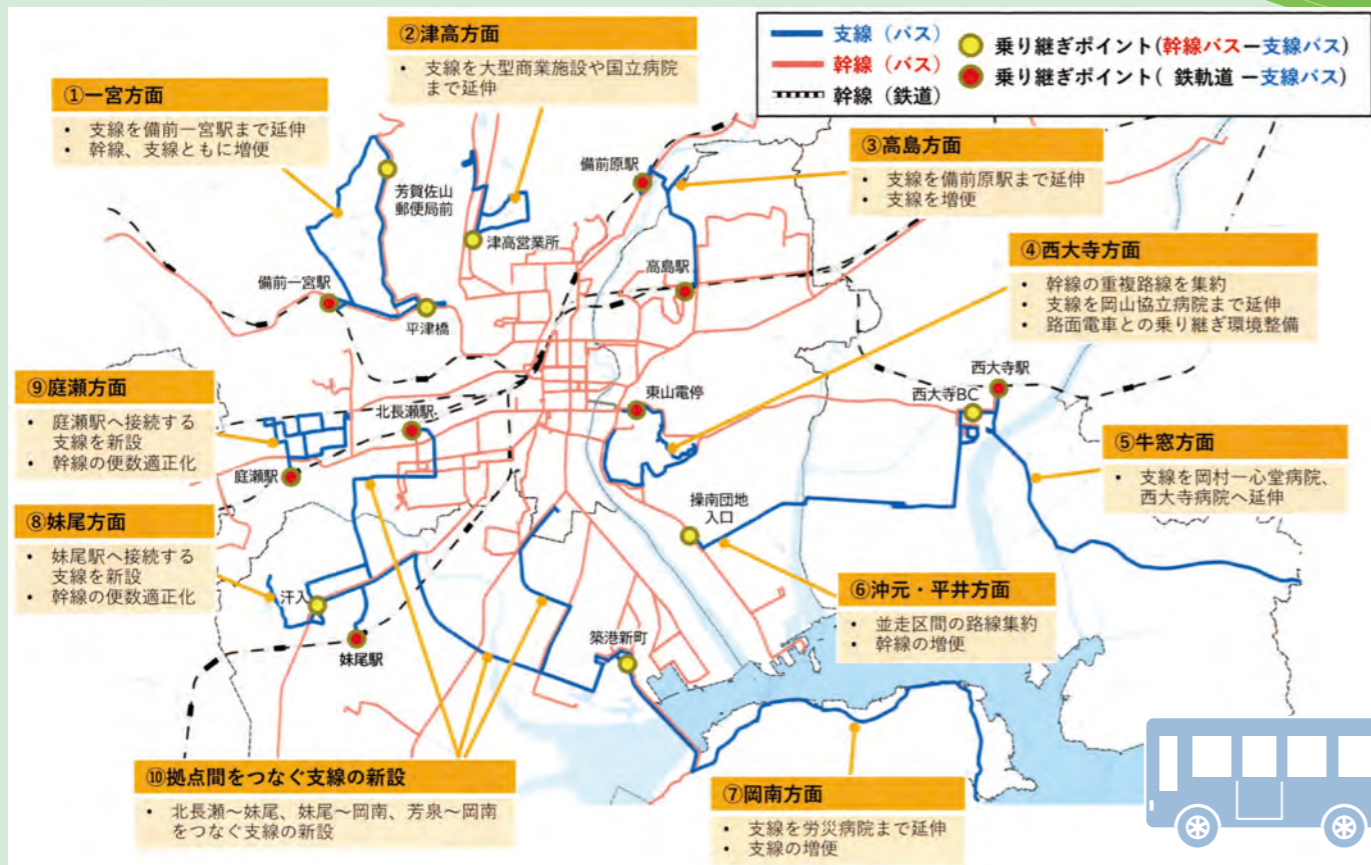 支線（バス）
幹線（バス）
幹線（鉄道）
乗り継ぎポイント(幹線バスー支線バス)
乗り継ぎポイント( 鉄軌道 ー支線バス)
①一宮方面
• 支線を備前一宮駅まで延伸
• 幹線、支線ともに増便
②津高方面
• 支線を大型商業施設や国立病院
まで延伸
③高島方面
• 支線を備前原駅まで延伸
• 支線を増便
④西大寺方面
• 幹線の重複路線を集約
• 支線を岡山協立病院まで延伸
• 路面電車との乗り継ぎ環境整備
⑤牛窓方面
• 支線を岡村一心堂病院、
西大寺病院へ延伸
⑥沖元・平井方面
• 並走区間の路線集約
• 幹線の増便
⑦岡南方面
• 支線を労災病院まで延伸
• 支線の増便
⑧妹尾方面
• 妹尾駅へ接続する
支線を新設
• 幹線の便数適正化
⑨庭瀬方面
• 庭瀬駅へ接続する
支線を新設
• 幹線の便数適正化
⑩拠点間をつなぐ支線の新設
• 北長瀬～妹尾、妹尾～岡南、芳泉～岡南
をつなぐ支線の新設
芳賀佐山
郵便局前
津高営業所
備前原駅
高島駅
備前一宮駅
平津橋
北長瀬駅
庭瀬駅
東山電停
西大寺BC
西大寺駅
操南団地
入口
汗入
妹尾駅
築港新町